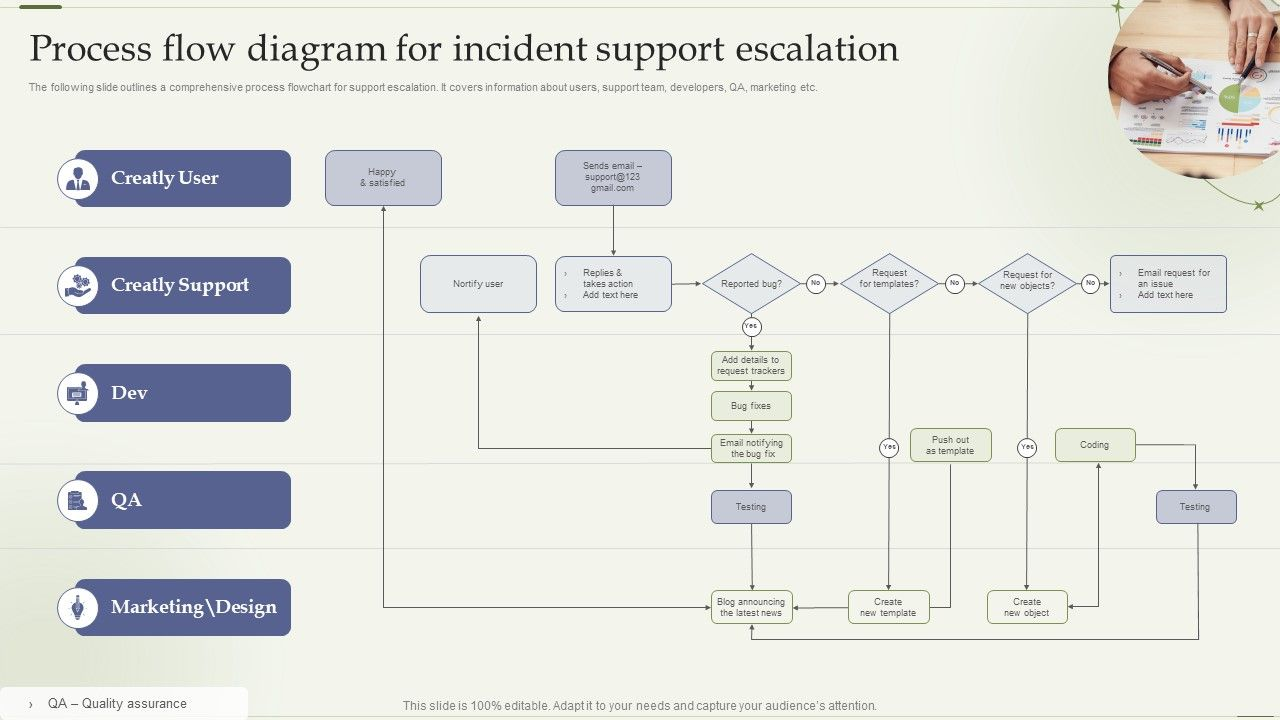 Process flow diagram for incident support escalation
The following slide outlines a comprehensive process flowchart for support escalation. It covers information about users, support team, developers, QA, marketing etc.
Creatly User
Happy
& satisfied
Sends email –
support@123
gmail.com
Creatly Support
Nortify user
› Replies &
takes action
› Add text here
Reported bug?
No
Request
for templates?
No
Request for
new objects?
No
› Email request for
an issue
› Add text here
Yes
Dev
Add details to
request trackers
Bug fixes
Email notifying
the bug fix
Yes
Push out
as template
Yes
Coding
QA
Testing
Testing
Marketing\Design
Blog announcing
the latest news
Create
new template
Create
new object
› QA – Quality assurance
This slide is 100% editable. Adapt it to your needs and capture your audience's attention.